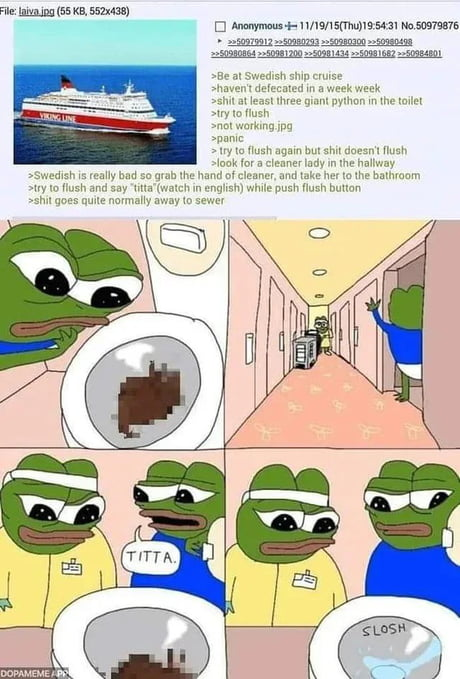 File: laiva.jpg (55 KB, 552x438)
Anonymous 11/19/15(Thu)19:54:31 No.50979876
>>50979912 >>50980293 >>50980300 >>50980498
>>50980864 >>50981200 >>50981434 >>50981682 >>50984801
VIKING LINE
>Be at Swedish ship cruise
>haven't defecated in a week week
>shit at least three giant python in the toilet
>try to flush
>not working.jpg
>panic
> try to flush again but shit doesn't flush
>look for a cleaner lady in the hallway
>Swedish is really bad so grab the hand of cleaner, and take her to the bathroom
>try to flush and say "titta"(watch in english) while push flush button
>shit goes quite normally away to sewer
TITTA.
SLOSH
DOPAMEME APP